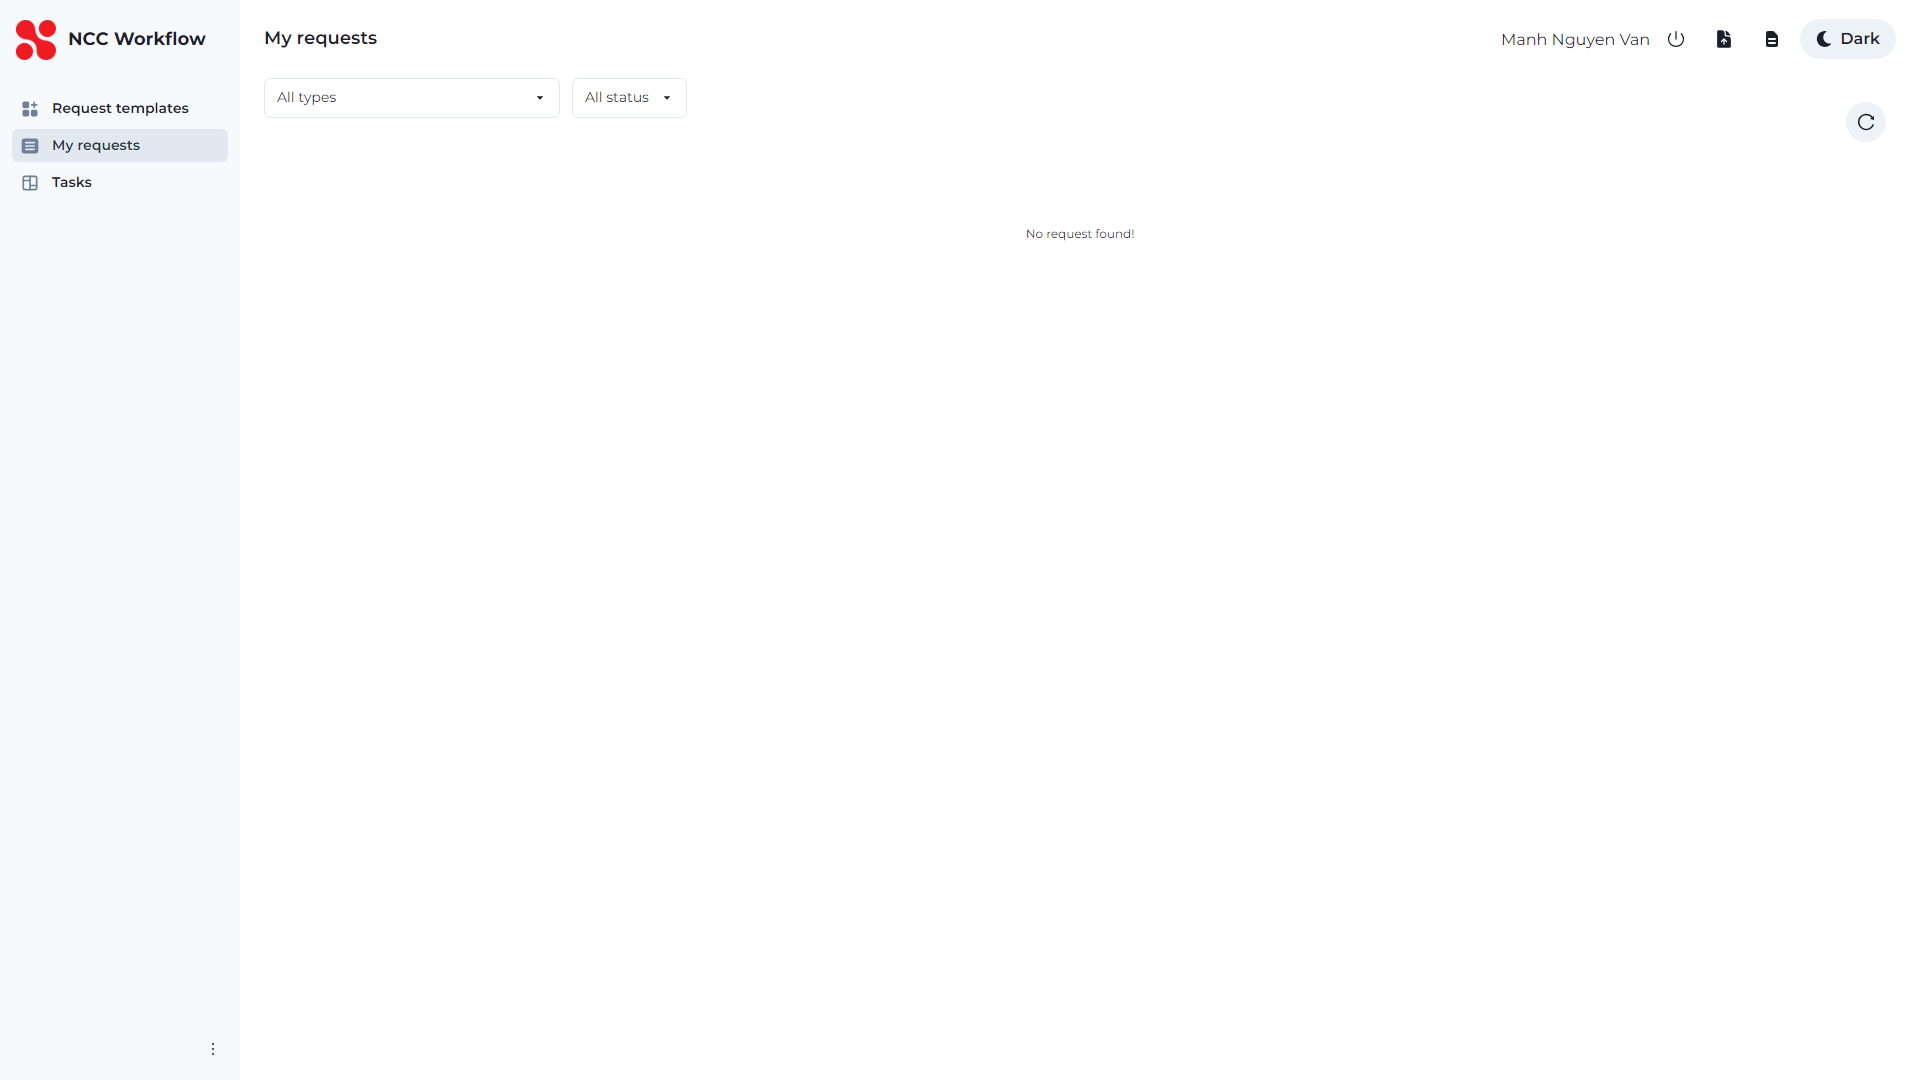 NCC Workflow
Request templates
My requests
Tasks
My requests
Manh Nguyen Van
Dark
All types
All status
No request found!